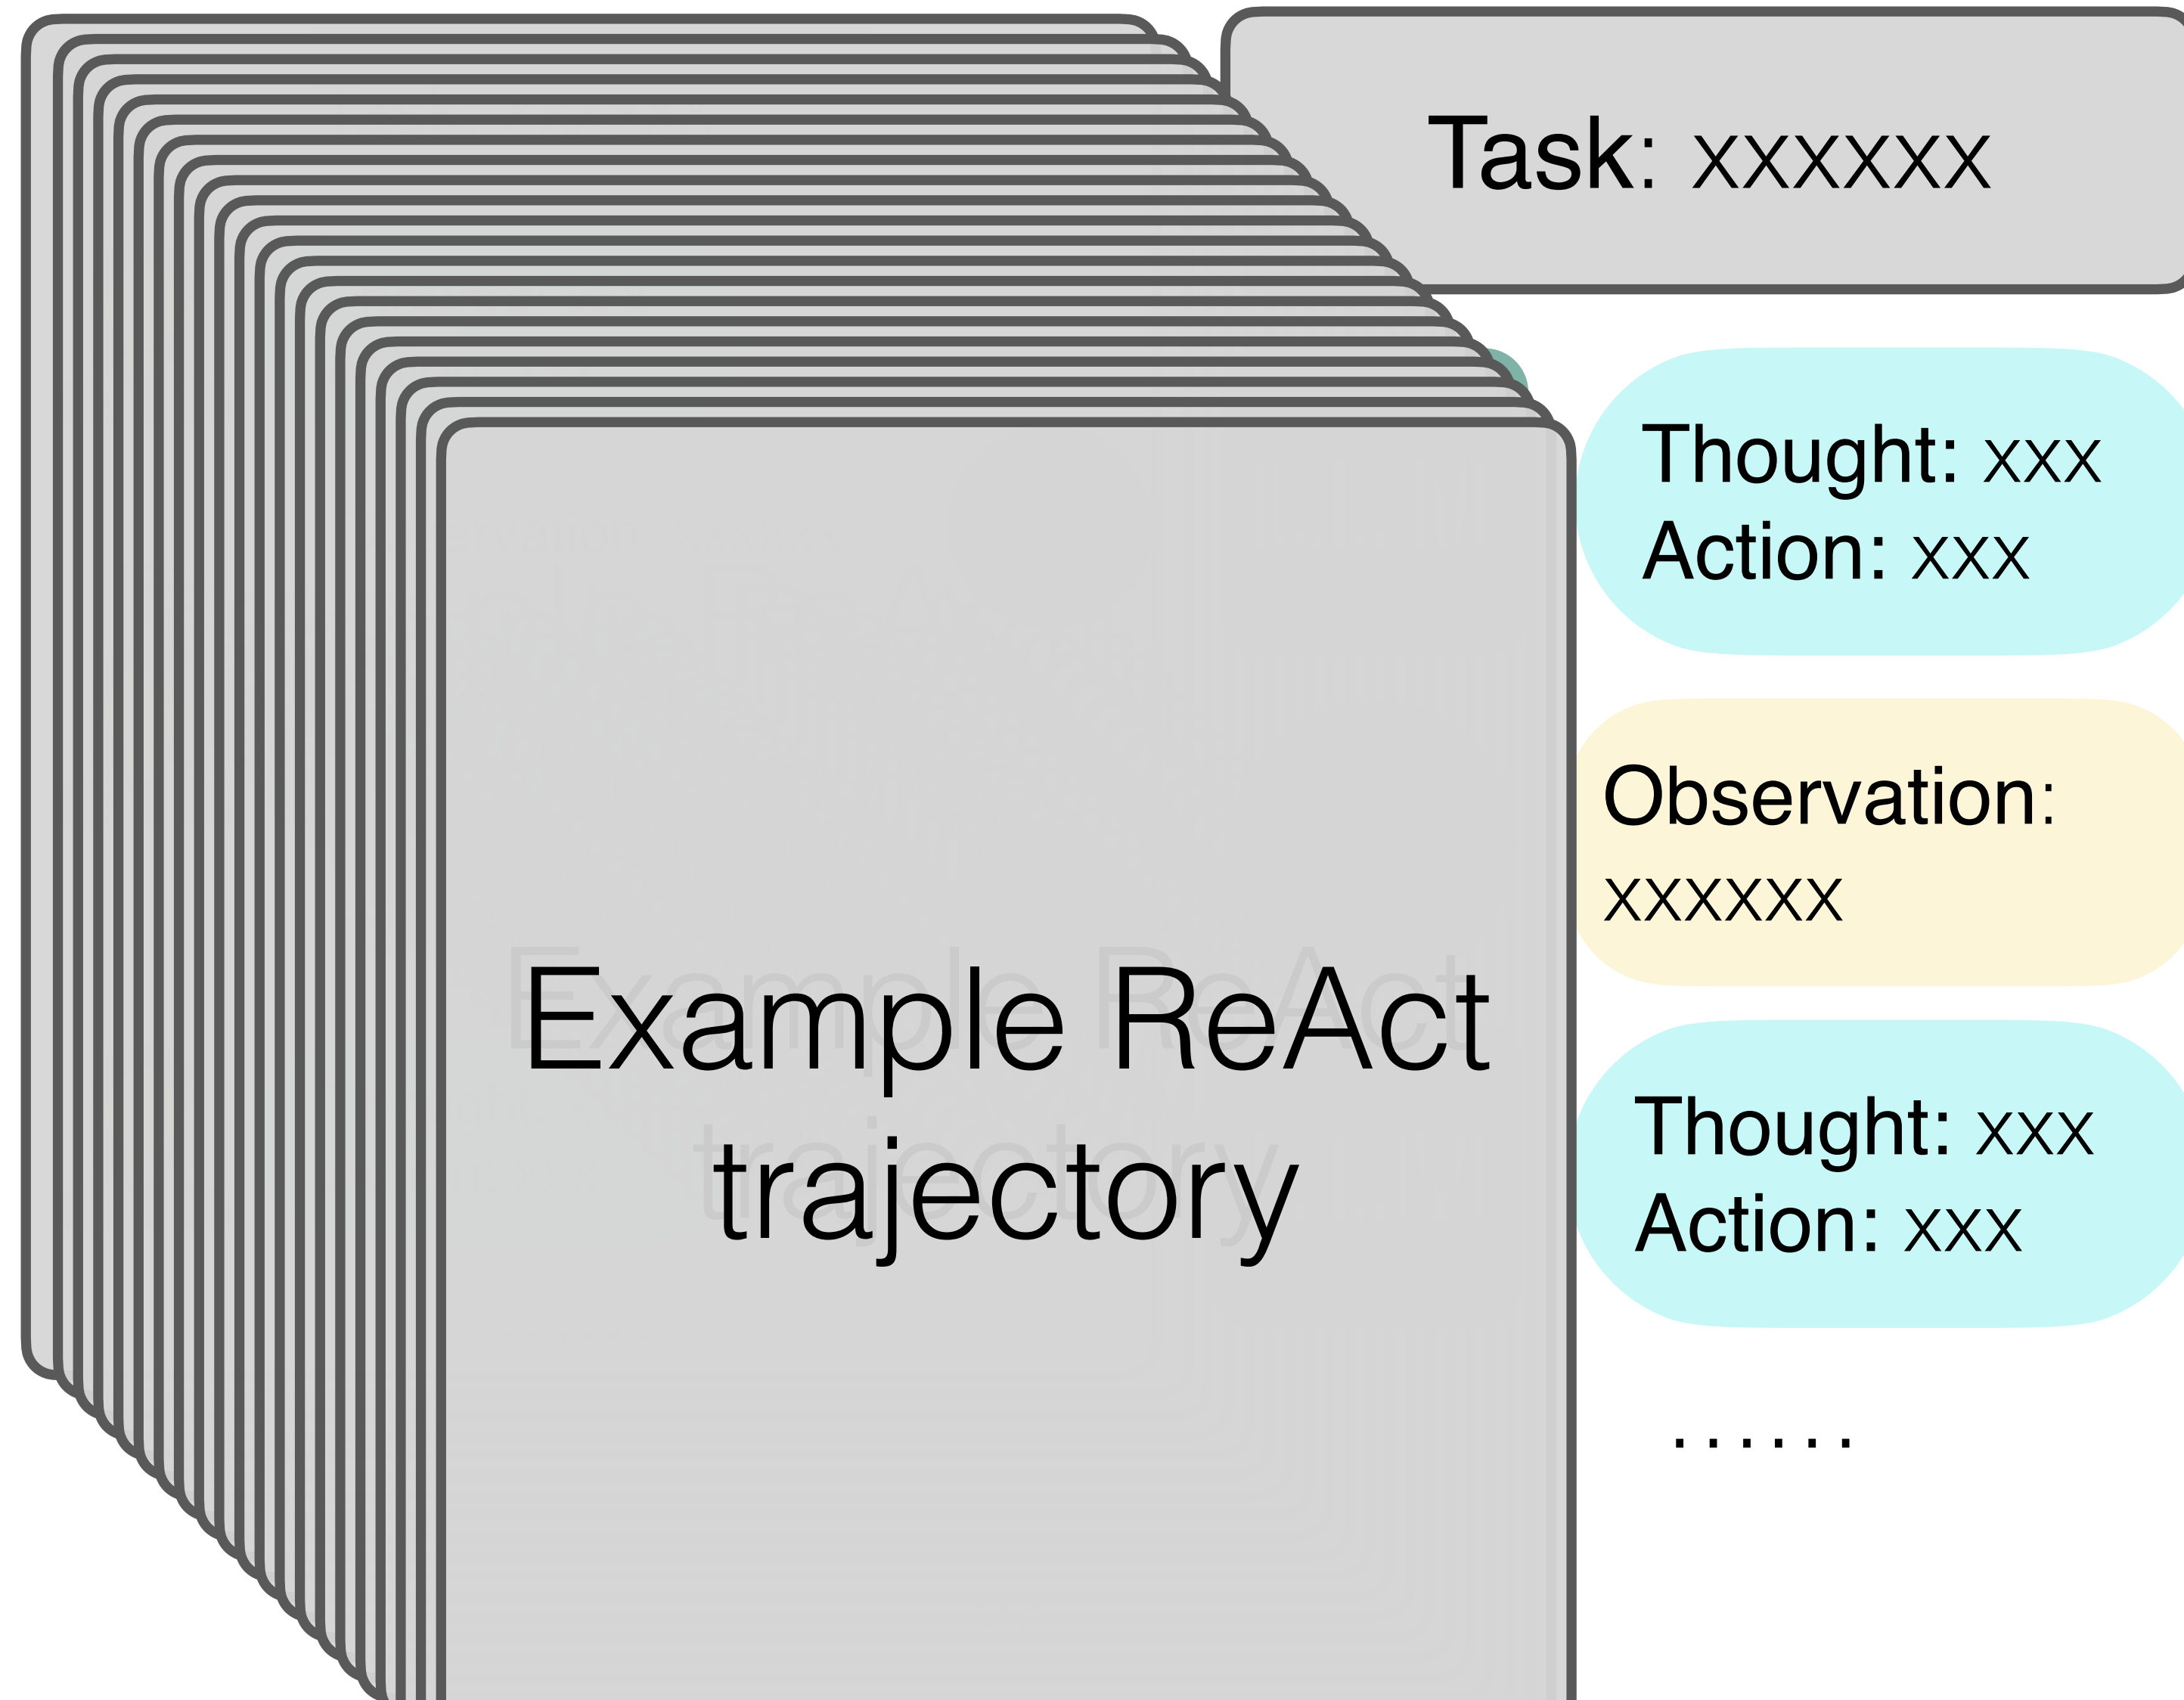 Task: xxxxxx
Thought: xxx
Action: xxx
Observation:
xxxxxx
Example ReAct
trajectory
Thought: xxx
Action: xxx
......